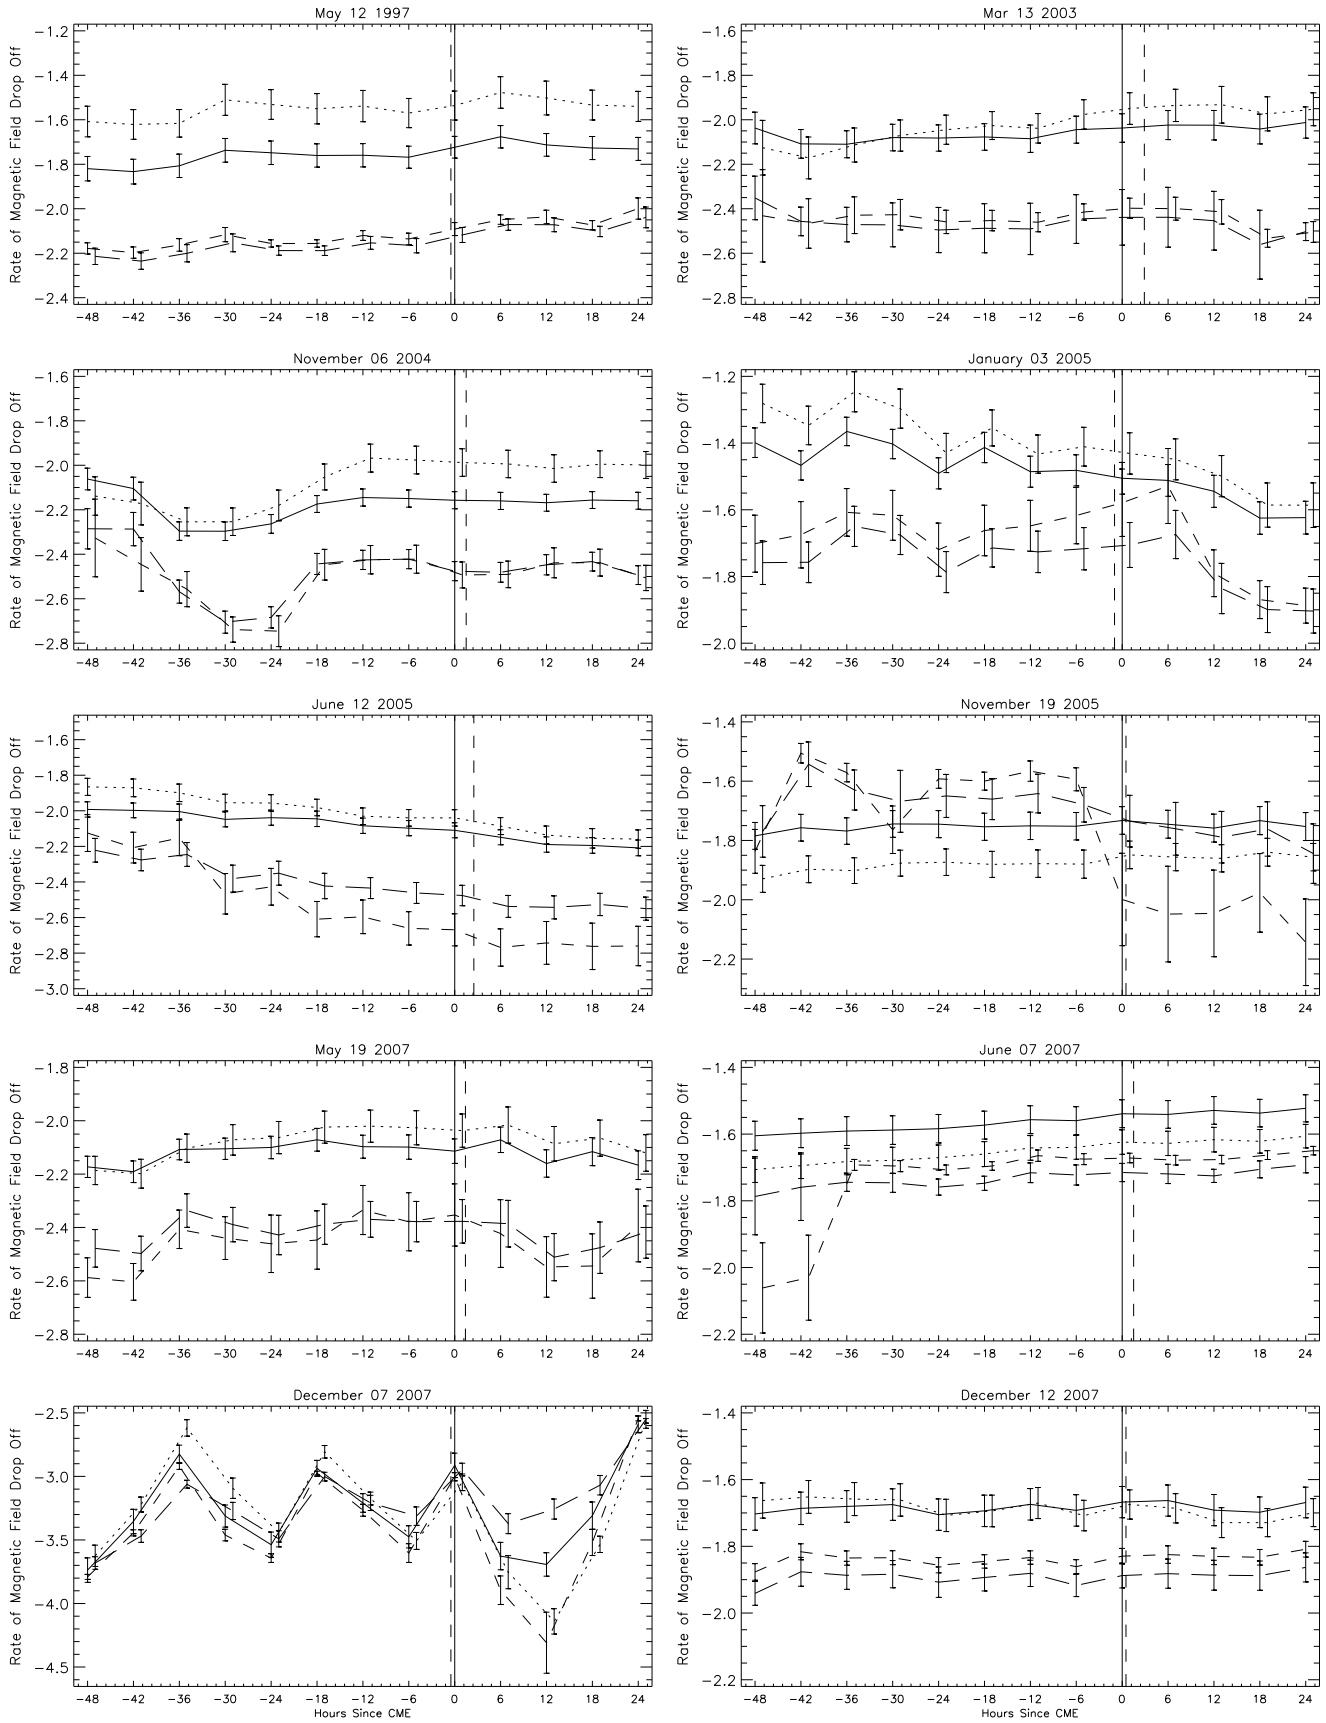 May 12 1997
Rate of Magnetic Field Drop Off
−1.2
−1.4
−1.6
−1.8
−2.0
−2.2
−2.4
−48 −42 −36 −30 −24 −18 −12 −6 0 6 12 18 24
Mar 13 2003
Rate of Magnetic Field Drop Off
−1.6
−1.8
−2.0
−2.2
−2.4
−2.6
−2.8
−48 −42 −36 −30 −24 −18 −12 −6 0 6 12 18 24
November 06 2004
Rate of Magnetic Field Drop Off
−1.6
−1.8
−2.0
−2.2
−2.4
−2.6
−2.8
−48 −42 −36 −30 −24 −18 −12 −6 0 6 12 18 24
January 03 2005
Rate of Magnetic Field Drop Off
−1.2
−1.4
−1.6
−1.8
−2.0
−48 −42 −36 −30 −24 −18 −12 −6 0 6 12 18 24
June 12 2005
Rate of Magnetic Field Drop Off
−1.6
−1.8
−2.0
−2.2
−2.4
−2.6
−2.8
−3.0
−48 −42 −36 −30 −24 −18 −12 −6 0 6 12 18 24
November 19 2005
Rate of Magnetic Field Drop Off
−1.4
−1.6
−1.8
−2.0
−2.2
−48 −42 −36 −30 −24 −18 −12 −6 0 6 12 18 24
May 19 2007
Rate of Magnetic Field Drop Off
−1.8
−2.0
−2.2
−2.4
−2.6
−2.8
−48 −42 −36 −30 −24 −18 −12 −6 0 6 12 18 24
June 07 2007
Rate of Magnetic Field Drop Off
−1.4
−1.6
−1.8
−2.0
−2.2
−48 −42 −36 −30 −24 −18 −12 −6 0 6 12 18 24
December 07 2007
Rate of Magnetic Field Drop Off
−2.5
−3.0
−3.5
−4.0
−4.5
−48 −42 −36 −30 −24 −18 −12 −6 0 6 12 18 24
Hours Since CME
December 12 2007
Rate of Magnetic Field Drop Off
−1.4
−1.6
−1.8
−2.0
−2.2
−48 −42 −36 −30 −24 −18 −12 −6 0 6 12 18 24
Hours Since CME